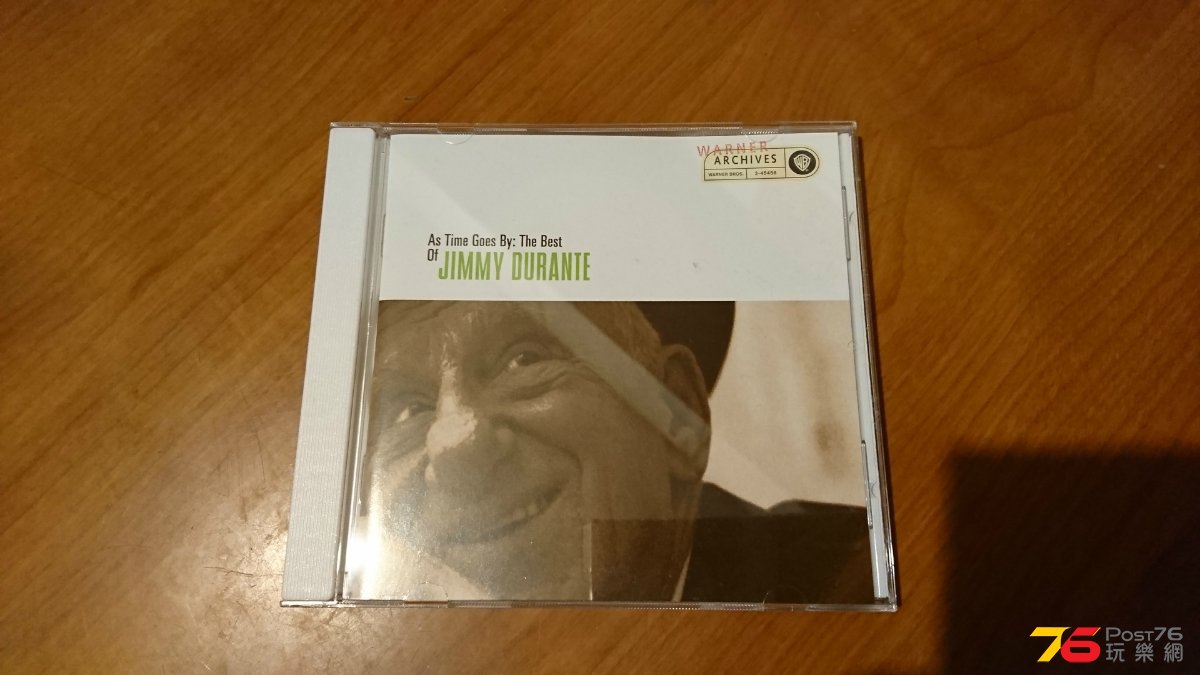 WARNER
ARCHIVES
WARNER BROS. 2-45456
As Time Goes By: The Best
Of JIMMY DURANTE
76 POST76
玩樂網